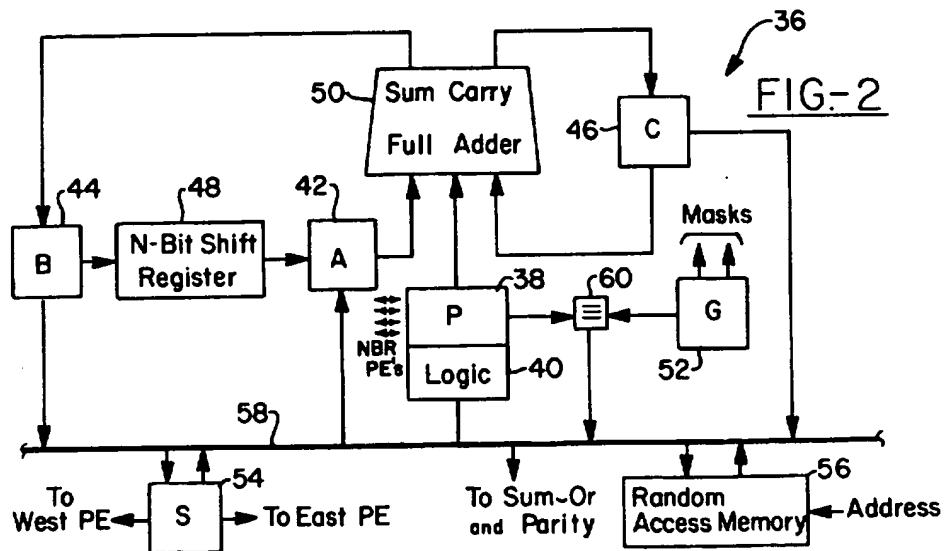 36
FIG.-2
50
Sum Carry
Full Adder
46
C
44
B
48
N-Bit Shift
Register
42
A
Masks
38
P
60
G
52
NBR
PE's
Logic
40
58
54
S
To
West PE
To East PE
To Sum-Or
and Parity
56
Random
Access Memory
Address